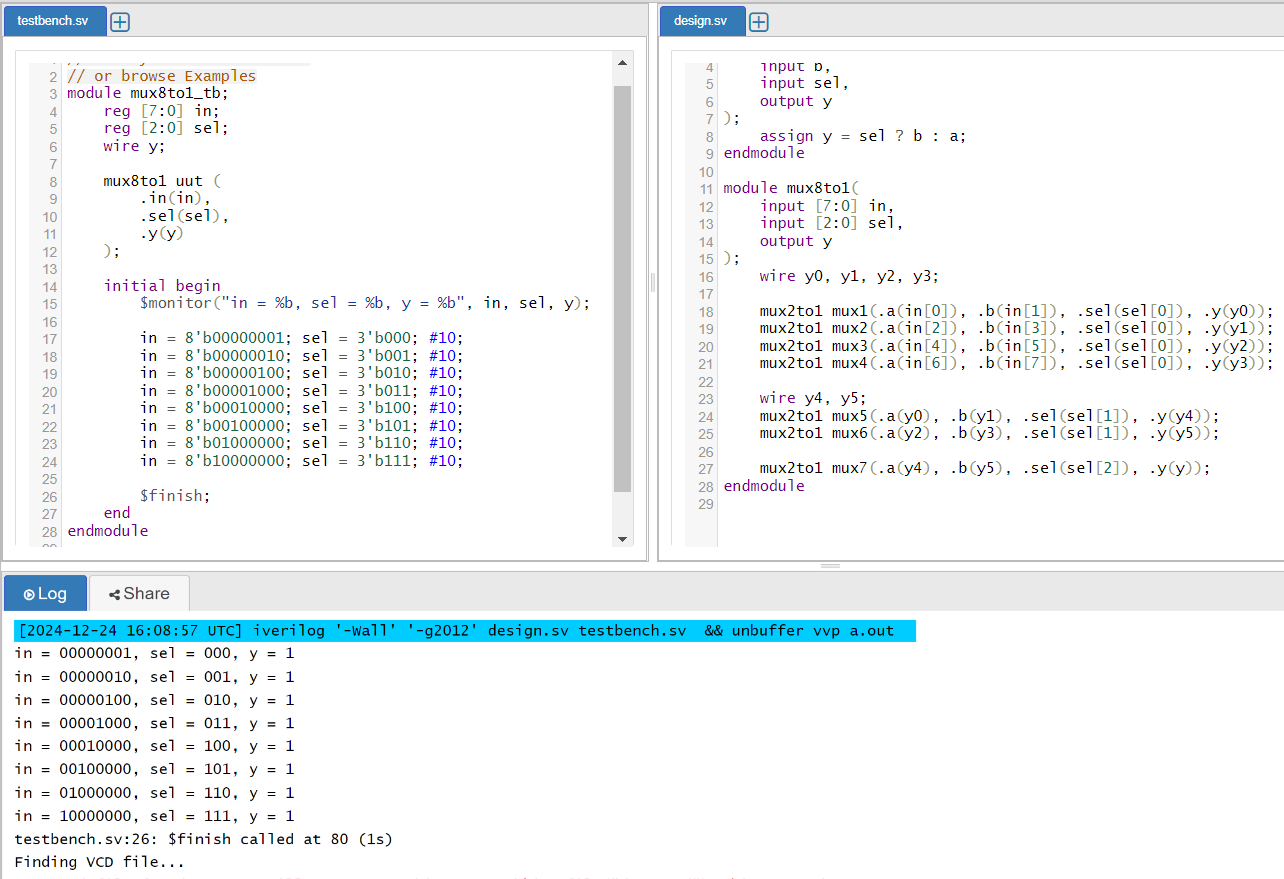 testbench.sv
2 // or browse Examples
3 module mux8to1_tb;
4 reg [7:0] in;
5 reg [2:0] sel;
6 wire y;
7
8 mux8to1 uut (
9 .in(in),
10 .sel(sel),
11 .y(y)
12 );
13
14 initial begin
15 $monitor("in = %b, sel = %b, y = %b", in, sel, y);
16
17 in = 8'b00000001; sel = 3'b000; #10;
18 in = 8'b00000010; sel = 3'b001; #10;
19 in = 8'b00000100; sel = 3'b010; #10;
20 in = 8'b00001000; sel = 3'b011; #10;
21 in = 8'b00010000; sel = 3'b100; #10;
22 in = 8'b00100000; sel = 3'b101; #10;
23 in = 8'b01000000; sel = 3'b110; #10;
24 in = 8'b10000000; sel = 3'b111; #10;
25
26 $finish;
27 end
28 endmodule
design.sv
4 input b,
5 input sel,
6 output y
7 );
8 assign y = sel ? b : a;
9 endmodule
10
11 module mux8to1(
12 input [7:0] in,
13 input [2:0] sel,
14 output y
15 );
16 wire y0, y1, y2, y3;
17
18 mux2to1 mux1(.a(in[0]), .b(in[1]), .sel(sel[0]), .y(y0));
19 mux2to1 mux2(.a(in[2]), .b(in[3]), .sel(sel[0]), .y(y1));
20 mux2to1 mux3(.a(in[4]), .b(in[5]), .sel(sel[0]), .y(y2));
21 mux2to1 mux4(.a(in[6]), .b(in[7]), .sel(sel[0]), .y(y3));
22
23 wire y4, y5;
24 mux2to1 mux5(.a(y0), .b(y1), .sel(sel[1]), .y(y4));
25 mux2to1 mux6(.a(y2), .b(y3), .sel(sel[1]), .y(y5));
26
27 mux2to1 mux7(.a(y4), .b(y5), .sel(sel[2]), .y(y));
28 endmodule
29
Log
Share
[2024-12-24 16:08:57 UTC] iverilog '-Wall' '-g2012' design.sv testbench.sv && unbuffer vvp a.out
in = 00000001, sel = 000, y = 1
in = 00000010, sel = 001, y = 1
in = 00000100, sel = 010, y = 1
in = 00001000, sel = 011, y = 1
in = 00010000, sel = 100, y = 1
in = 00100000, sel = 101, y = 1
in = 01000000, sel = 110, y = 1
in = 10000000, sel = 111, y = 1
testbench.sv:26: $finish called at 80 (1s)
Finding VCD file...